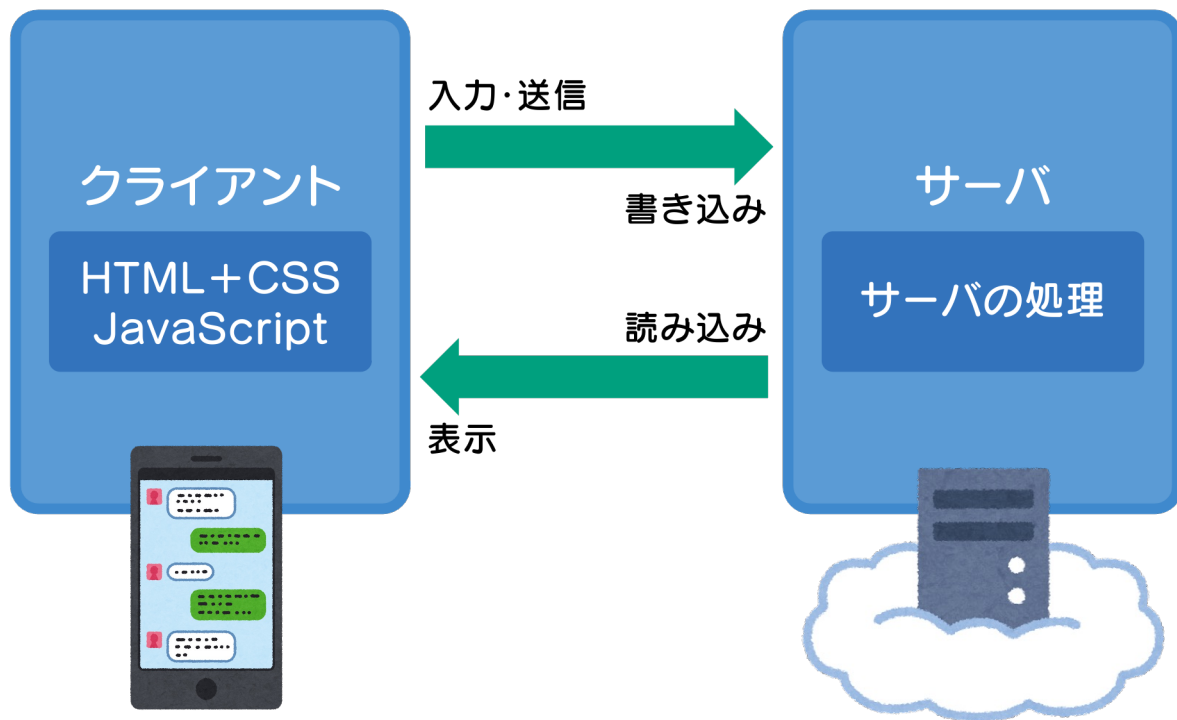 クライアント
HTML+CSS
JavaScript
入力・送信
書き込み
読み込み
表示
サーバ
サーバの処理